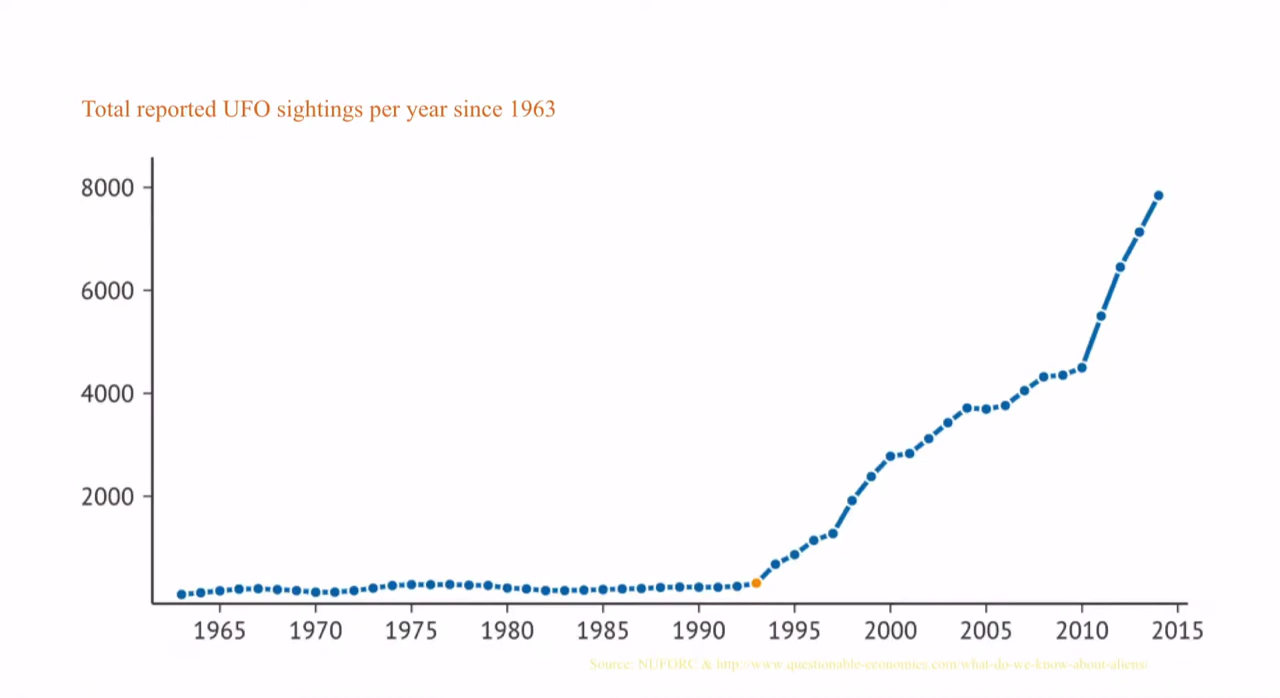 Total reported UFO sightings per year since 1963
8000
6000
4000
2000
1965 1970 1975 1980 1985 1990 1995 2000 2005 2010 2015
Source: NUFORC & http://www.questionable-economics.com/what-do-we-know-about-aliens/